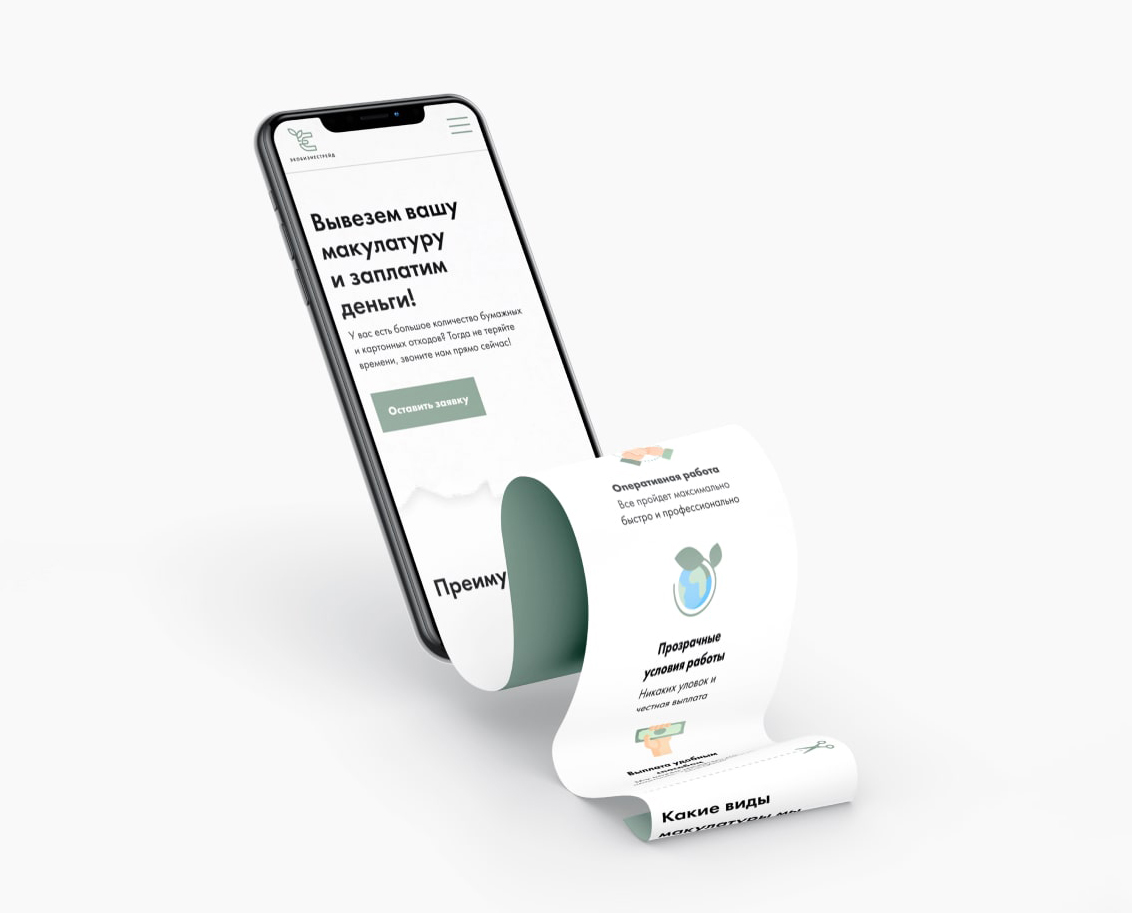 ЭКОБИЗНЕСТРЕЙД
Вывезем вашу
макулатуру
и заплатим
деньги!
У вас есть большое количество бумажных
и картонных отходов? Тогда не теряйте
времени, звоните нам прямо сейчас!
Оставить заявку
Преиму
Оперативная работа
Все пройдет максимально
быстро и профессионально
Прозрачные
условия работы
Никаких уловок и
честная выплата
Выплата удобным
способом
Какие виды
макулатуры мы